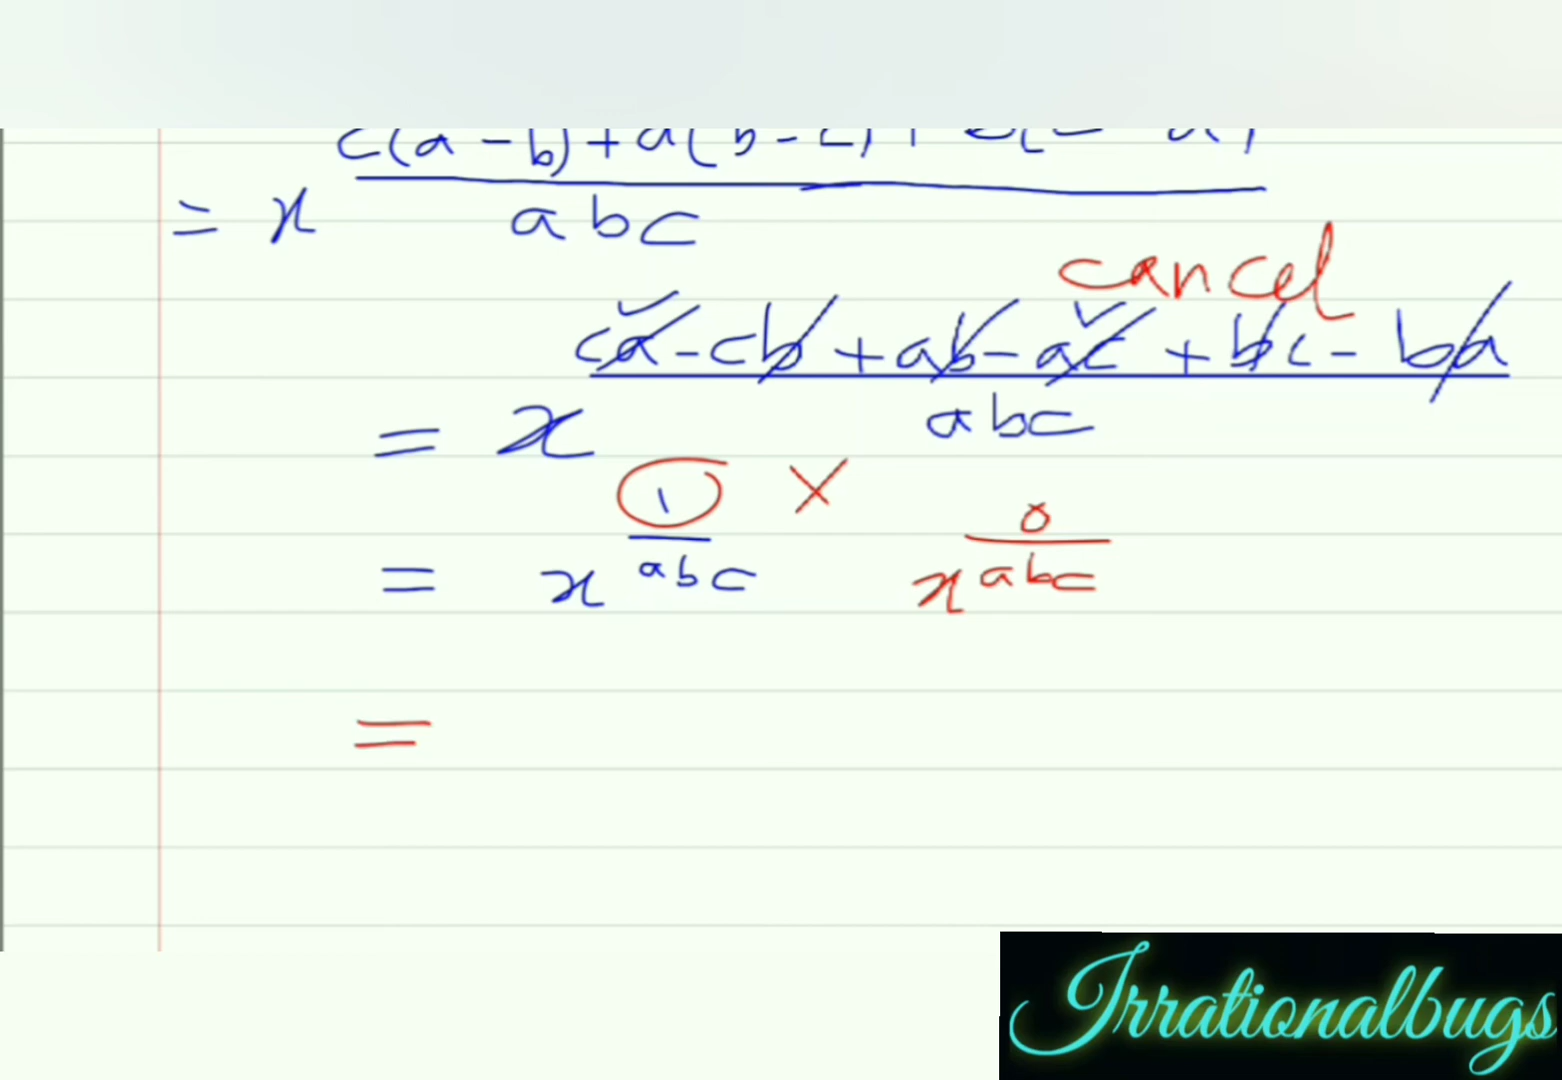 c(a-b)+a(b-c)+
= x abc
cancel
ca-cb+ab-ac+bc-ba
= x abc
1 × 0
= x abc x abc
=
Irrationalbugs